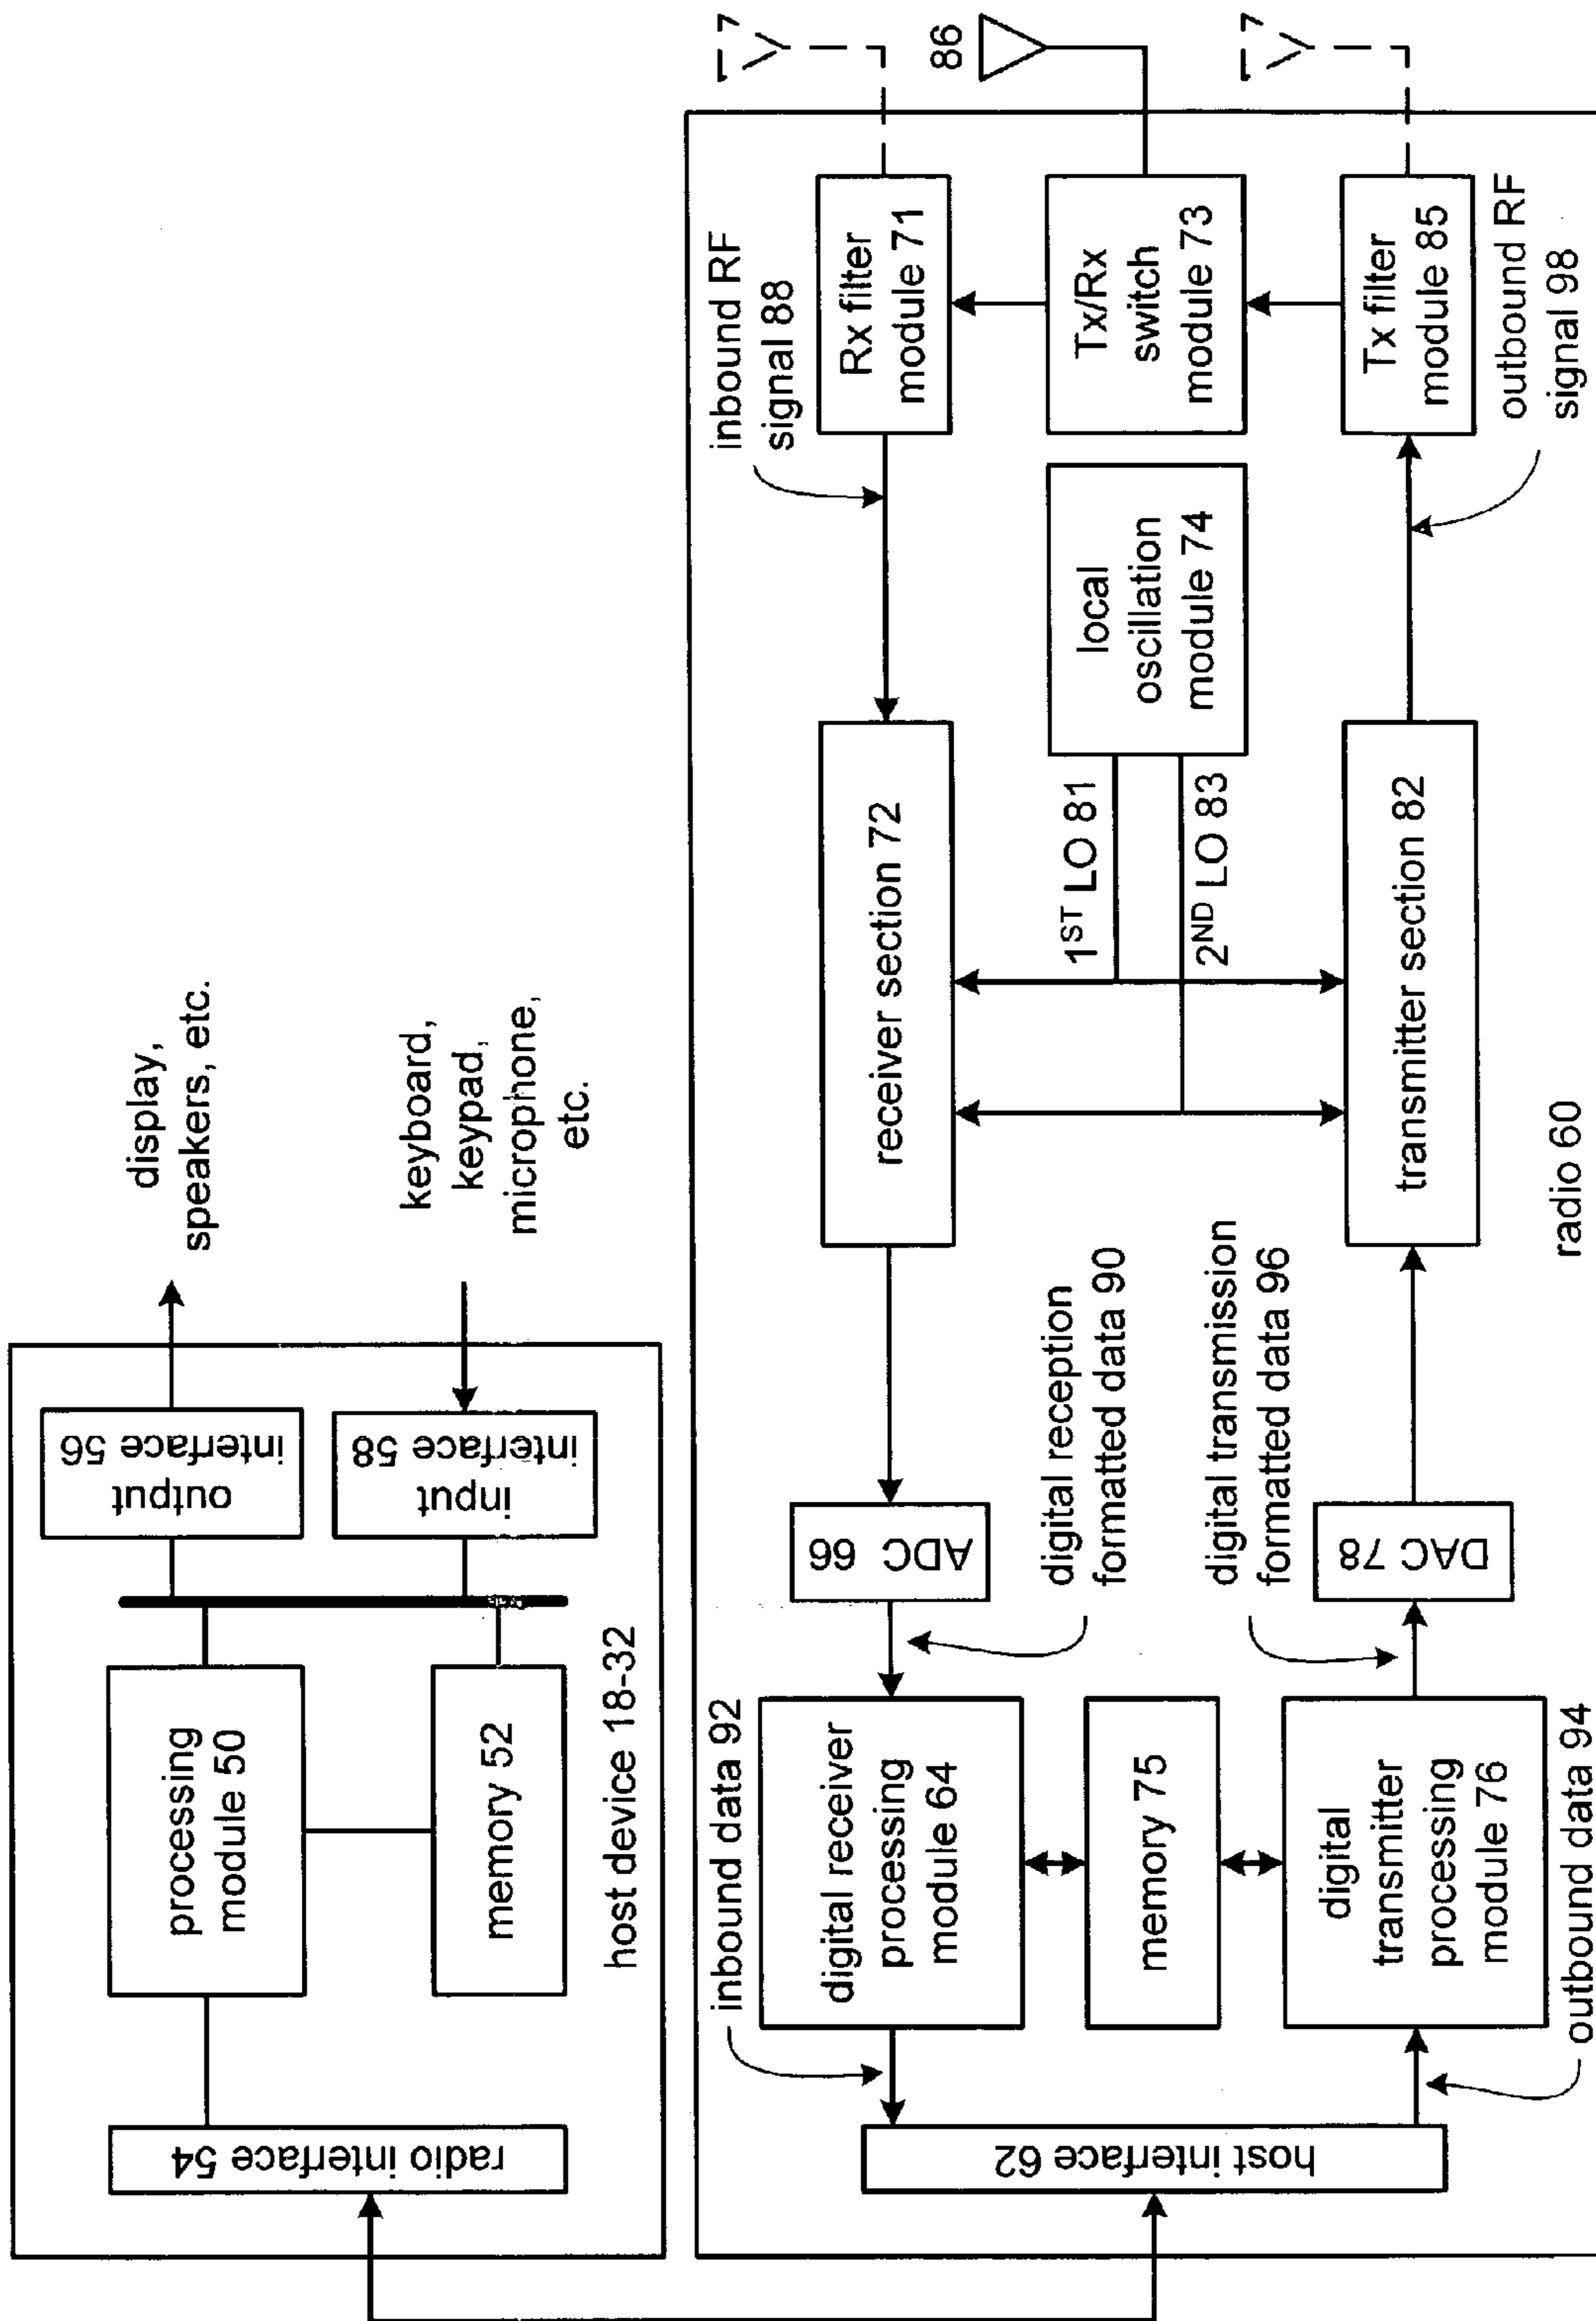 display,
speakers, etc.
keyboard,
keypad,
microphone,
etc.
output
interface 56
input
interface 58
processing
module 50
memory 52
radio interface 54
host device 18-32
86
inbound RF
signal 88
Rx filter
module 71
Tx/Rx
switch
module 73
Tx filter
module 85
outbound RF
signal 98
local
oscillation
module 74
receiver section 72
1ST LO 81
2ND LO 83
transmitter section 82
radio 60
ADC 66
digital reception
formatted data 90
digital transmission
formatted data 96
DAC 78
inbound data 92
digital receiver
processing
module 64
memory 75
digital
transmitter
processing
module 76
outbound data 94
host interface 62